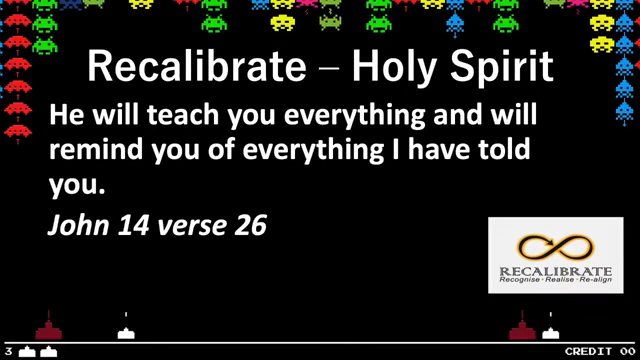 Recalibrate – Holy Spirit
He will teach you everything and will
remind you of everything I have told
you.
John 14 verse 26
RECALIBRATE
Recognise · Realise · Re-align
3
CREDIT 00